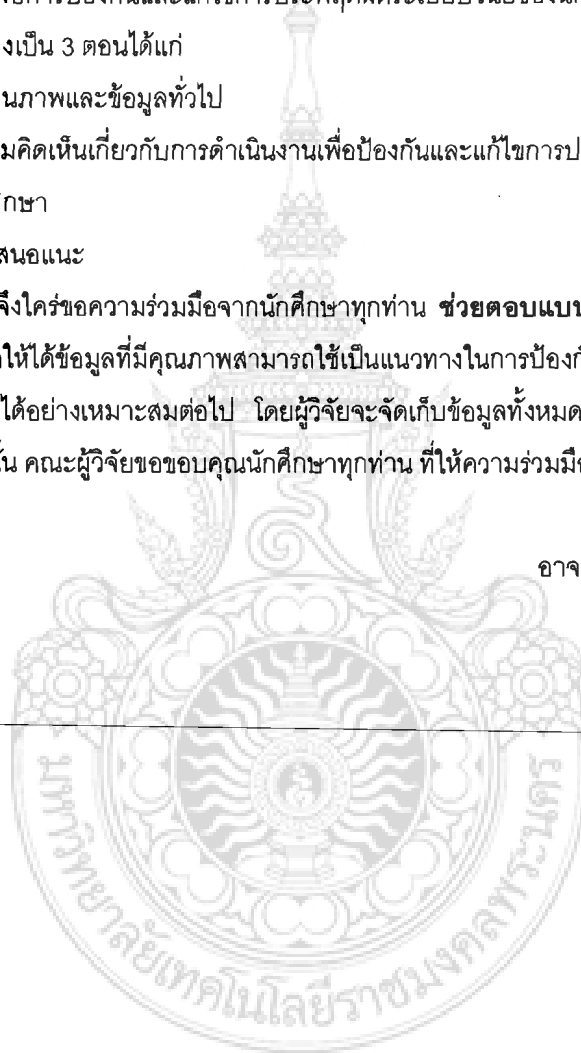 งเป็น 3 ตอนได้แก่
นภาพและข้อมูลทั่วไป
มคิดเห็นเกี่ยวกับการดำเนินงานเพื่อป้องกันและแก้ไขการป
ึกษา
สนอแนะ
จึงใคร่ขอความร่วมมือจากนักศึกษาทุกท่าน ช่วยตอบแบบ
ให้ได้ข้อมูลที่มีคุณภาพสามารถใช้เป็นแนวทางในการป้องกั
ได้อย่างเหมาะสมต่อไป โดยผู้วิจัยจะจัดเก็บข้อมูลทั้งหมด
ั้น คณะผู้วิจัยขอขอบคุณนักศึกษาทุกท่าน ที่ให้ความร่วมมือ
อาจ
มหาวิทยาลัยเทคโนโลยีราชมงคลพระนคร